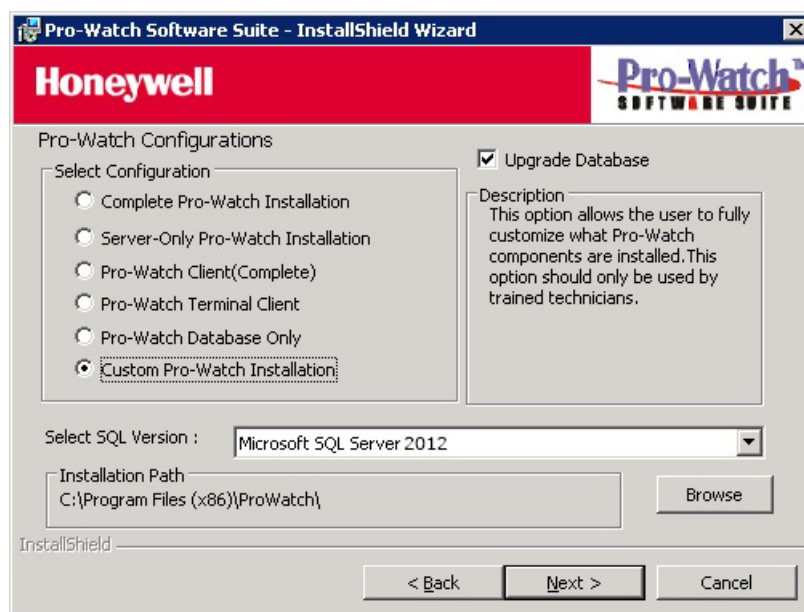 Pro-Watch Software Suite - InstallShield Wizard
Honeywell
Pro-Watch™
SOFTWARE SUITE
Pro-Watch Configurations
Select Configuration
Complete Pro-Watch Installation
Server-Only Pro-Watch Installation
Pro-Watch Client(Complete)
Pro-Watch Terminal Client
Pro-Watch Database Only
Custom Pro-Watch Installation
Upgrade Database
Description
This option allows the user to fully
customize what Pro-Watch
components are installed.This
option should only be used by
trained technicians.
Select SQL Version :
Microsoft SQL Server 2012
Installation Path
C:\Program Files (x86)\ProWatch\
Browse
InstallShield
< Back
Next >
Cancel